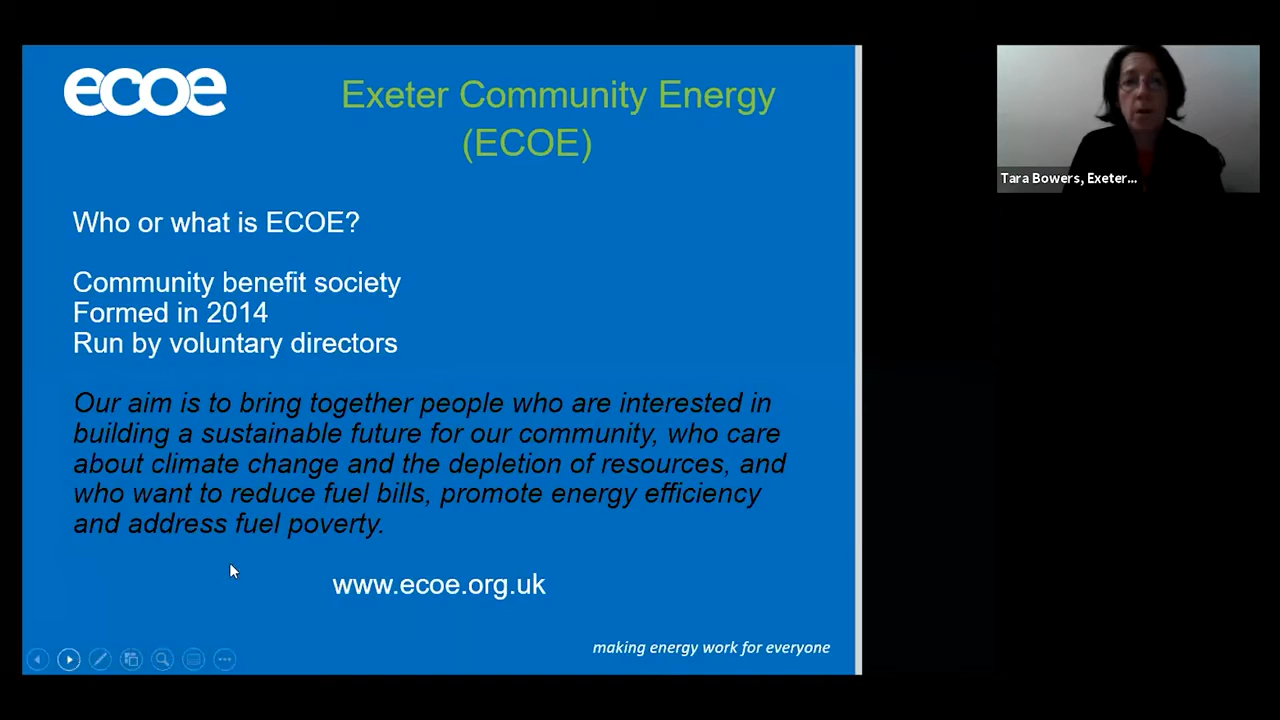 ecoe
Exeter Community Energy
(ECOE)
Who or what is ECOE?
Community benefit society
Formed in 2014
Run by voluntary directors
Our aim is to bring together people who are interested in
building a sustainable future for our community, who care
about climate change and the depletion of resources, and
who want to reduce fuel bills, promote energy efficiency
and address fuel poverty.
www.ecoe.org.uk
making energy work for everyone
Tara Bowers, Exeter...